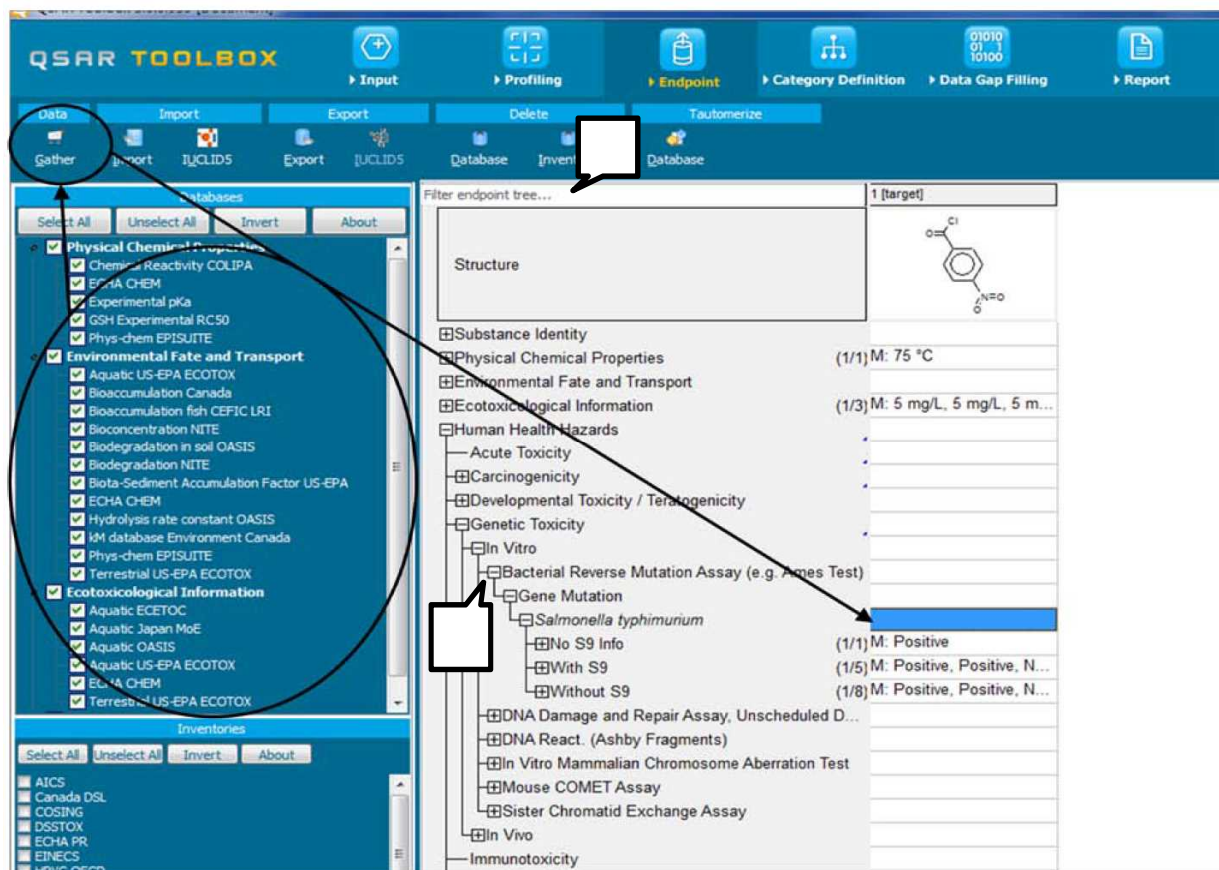 QSAR TOOLBOX
Input
Profiling
Endpoint
Category Definition
Data Gap Filling
Report
01010
01 1
10100
Data
Import
Export
Delete
Tautomerize
Gather
Import
IUCLID5
Export
IUCLID5
Database
Database
Databases
Select All
Unselect All
Invert
About
Physical Chemical Properties
Chemical Reactivity COLIPA
ECHA CHEM
Experimental pKa
GSH Experimental RC50
Phys-chem EPISUITE
Environmental Fate and Transport
Aquatic US-EPA ECOTOX
Bioaccumulation Canada
Bioaccumulation fish CEFIC LRI
Bioconcentration NITE
Biodegradation in soil OASIS
Biodegradation NITE
Biota-Sediment Accumulation Factor US-EPA
ECHA CHEM
Hydrolysis rate constant OASIS
kM database Environment Canada
Phys-chem EPISUITE
Terrestrial US-EPA ECOTOX
Ecotoxicological Information
Aquatic ECETOC
Aquatic Japan MoE
Aquatic OASIS
Aquatic US-EPA ECOTOX
ECHA CHEM
Terrestrial US-EPA ECOTOX
Inventories
Select All
Unselect All
Invert
About
AICS
Canada DSL
COSING
DSSTOX
ECHA PR
EINECS
Filter endpoint tree...
1 [target]
Structure
Cl
O
N=O
O
Substance Identity
Physical Chemical Properties (1/1) M: 75 °C
Environmental Fate and Transport
Ecotoxicological Information (1/3) M: 5 mg/L, 5 mg/L, 5 m...
Human Health Hazards
Acute Toxicity
Carcinogenicity
Developmental Toxicity / Teratogenicity
Genetic Toxicity
In Vitro
Bacterial Reverse Mutation Assay (e.g. Ames Test)
Gene Mutation
Salmonella typhimurium
No S9 Info (1/1) M: Positive
With S9 (1/5) M: Positive, Positive, N...
Without S9 (1/8) M: Positive, Positive, N...
DNA Damage and Repair Assay, Unscheduled D...
DNA React. (Ashby Fragments)
In Vitro Mammalian Chromosome Aberration Test
Mouse COMET Assay
Sister Chromatid Exchange Assay
In Vivo
Immunotoxicity